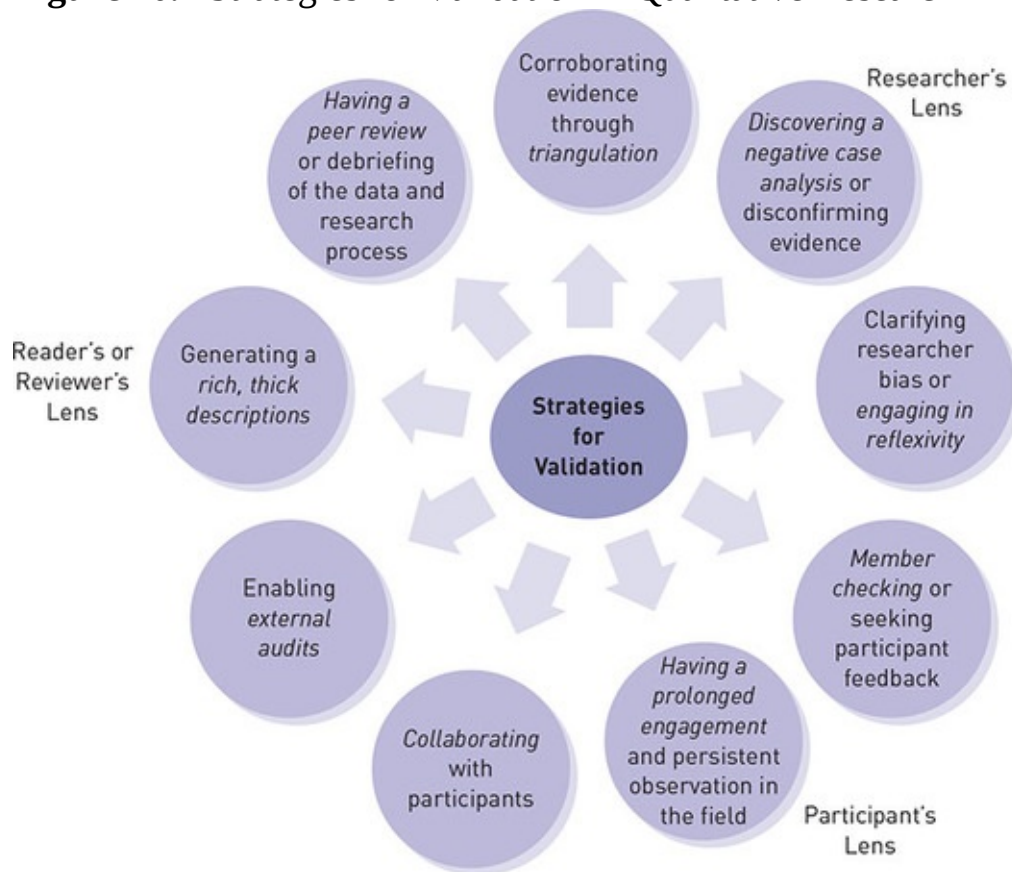 Corroborating
evidence
through
triangulation
Researcher's
Lens
Discovering a
negative case
analysis or
disconfirming
evidence
Clarifying
researcher
bias or
engaging in
reflexivity
Member
checking or
seeking
participant
feedback
Having a
prolonged
engagement
and persistent
observation in
the field
Participant's
Lens
Collaborating
with
participants
Enabling
external
audits
Generating a
rich, thick
descriptions
Reader's or
Reviewer's
Lens
Having a
peer review
or debriefing
of the data and
research
process
Strategies
for
Validation